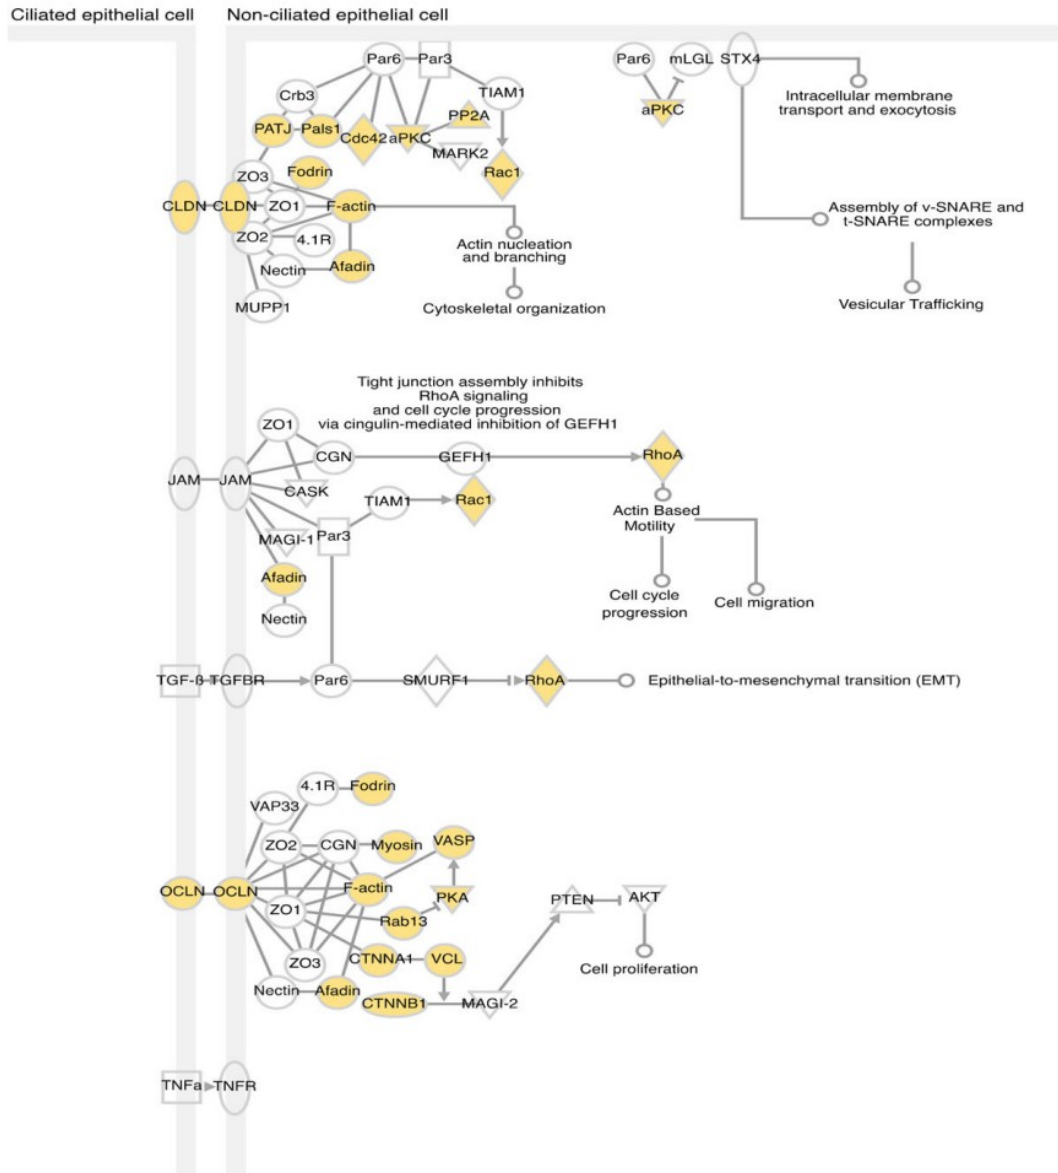 Ciliated epithelial cell
Non-ciliated epithelial cell
Par6
Par3
Par6
mLGL
STX4
Crb3
TIAM1
Intracellular membrane
transport and exocytosis
aPKC
PP2A
PATJ
Pals1
Cdc42
aPKC
MARK2
Rac1
Fodrin
ZO3
CLDN
CLDN
ZO1
F-actin
ZO2
4.1R
Actin nucleation
and branching
Assembly of v-SNARE and
t-SNARE complexes
Nectin
Afadin
MUPP1
Cytoskeletal organization
Vesicular Trafficking
Tight junction assembly inhibits
RhoA signaling
and cell cycle progression
via cingulin-mediated inhibition of GEFH1
ZO1
CGN
GEFH1
RhoA
JAM
JAM
CASK
TIAM1
Rac1
Actin Based
Motility
MAGI-1
Par3
Afadin
Cell cycle
progression
Cell migration
Nectin
TGF-ß
TGFBR
Par6
SMURF1
RhoA
Epithelial-to-mesenchymal transition (EMT)
4.1R
Fodrin
VAP33
ZO2
CGN
Myosin
VASP
OCLN
OCLN
F-actin
PKA
PTEN
AKT
ZO1
Rab13
ZO3
CTNNA1
VCL
Cell proliferation
Nectin
Afadin
CTNNB1
MAGI-2
TNFa
TNFR